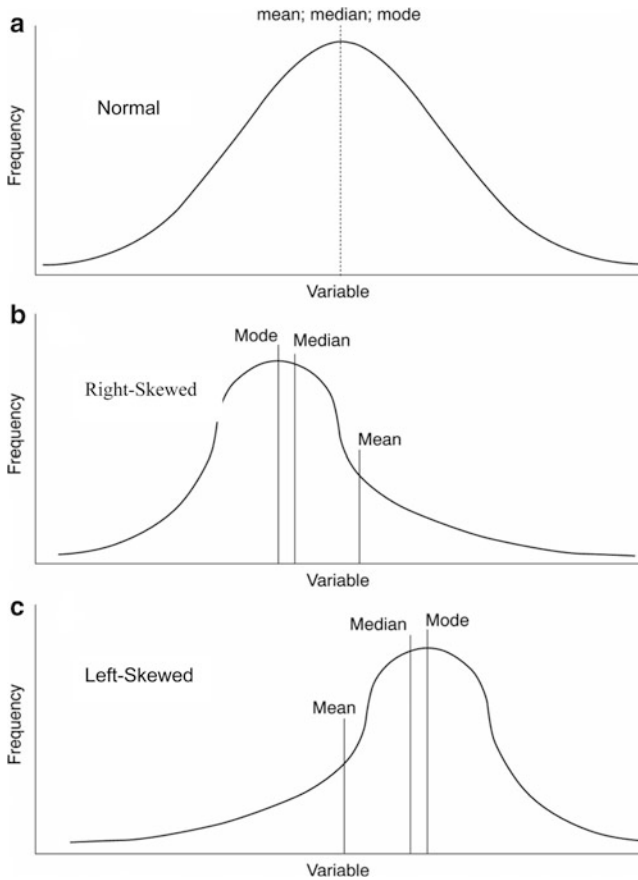 mean; median; mode
a
Normal
Frequency
Variable
b
Mode
Median
Right-Skewed
Mean
Frequency
Variable
c
Median
Mode
Left-Skewed
Mean
Frequency
Variable